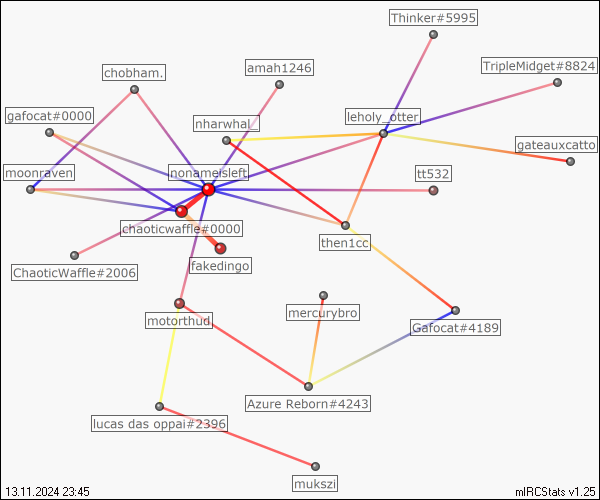 Thinker#5995
TripleMidget#8824
amah1246
chobham.
leholy_otter
gafocat#0000
nharwhal_
gateauxcatto
moonraven
nonameisleft
tt532
chaoticwaffle#0000
then1cc
ChaoticWaffle#2006
fakedingo
mercurybro
motorthud
Gafocat#4189
Azure Reborn#4243
lucas das oppai#2396
mukszi
13.11.2024 23:45
mIRCStats v1.25